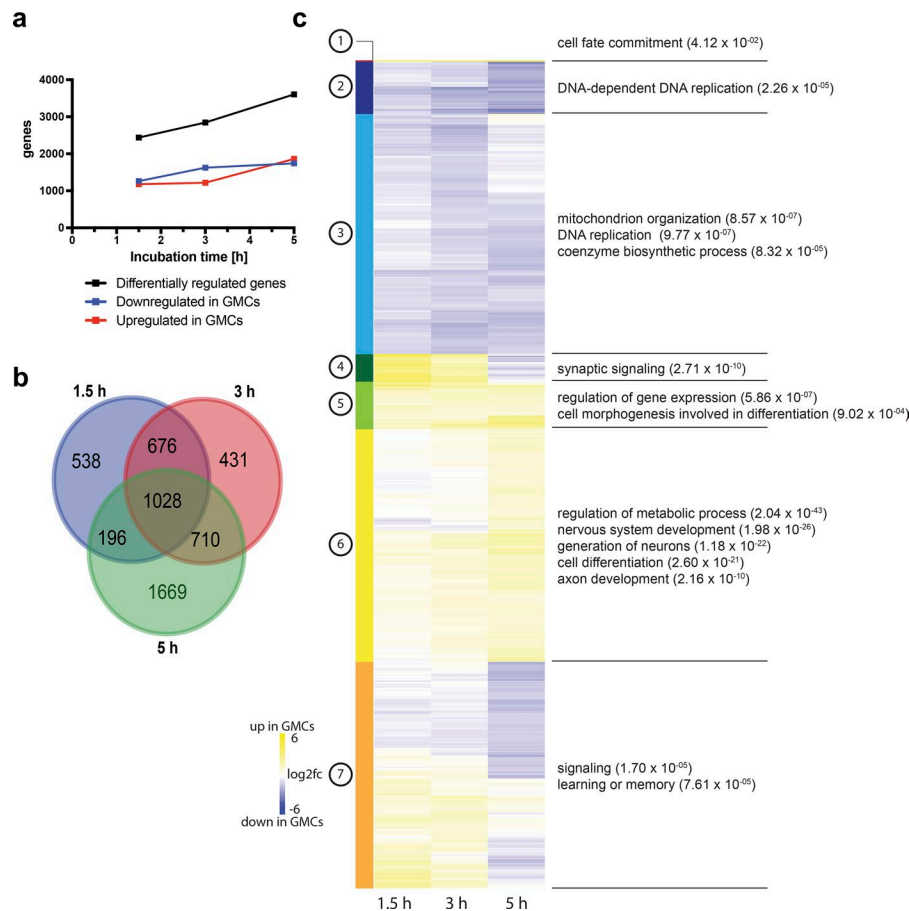 a
4000
3000
2000
1000
0
genes
0 1 2 3 4 5
Incubation time [h]
Differentially regulated genes
Downregulated in GMCs
Upregulated in GMCs
b
1.5 h
3 h
538
676
431
1028
196
710
1669
5 h
up in GMCs
6
log2fc
-6
down in GMCs
c
1
cell fate commitment (4.12 x 10-02)
2
DNA-dependent DNA replication (2.26 x 10-05)
3
mitochondrion organization (8.57 x 10-07)
DNA replication (9.77 x 10-07)
coenzyme biosynthetic process (8.32 x 10-05)
4
synaptic signaling (2.71 x 10-10)
5
regulation of gene expression (5.86 x 10-07)
cell morphogenesis involved in differentiation (9.02 x 10-04)
6
regulation of metabolic process (2.04 x 10-43)
nervous system development (1.98 x 10-26)
generation of neurons (1.18 x 10-22)
cell differentiation (2.60 x 10-21)
axon development (2.16 x 10-10)
7
signaling (1.70 x 10-05)
learning or memory (7.61 x 10-05)
1.5 h 3 h 5 h